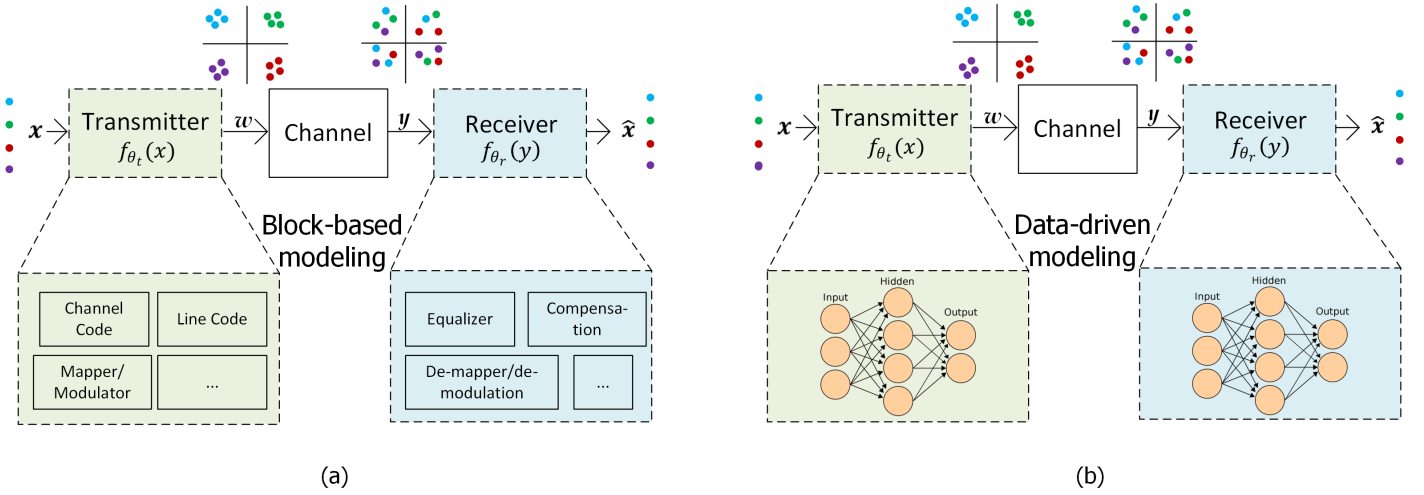 x
Transmitter
f_{θ_t}(x)
w
Channel
y
Receiver
f_{θ_r}(y)
x̂
Block-based
modeling
Channel
Code
Line Code
Mapper/
Modulator
...
Equalizer
Compensa-
tion
De-mapper/de-
modulation
...
(a)
x
Transmitter
f_{θ_t}(x)
w
Channel
y
Receiver
f_{θ_r}(y)
x̂
Data-driven
modeling
Input
Hidden
Output
Input
Hidden
Output
(b)